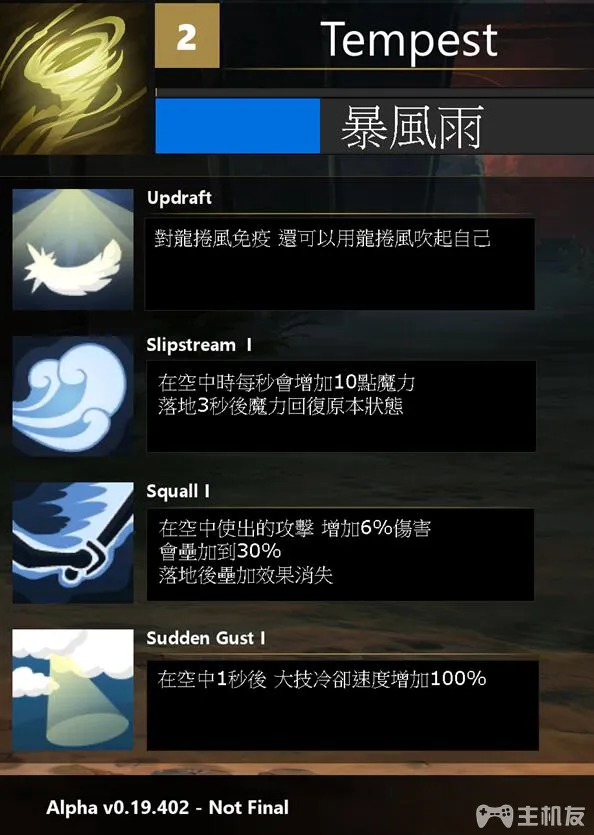 2
Tempest
暴風雨
Updraft
對龍捲風免疫 還可以用龍捲風吹起自己
Slipstream I
在空中時每秒會增加10點魔力
落地3秒後魔力回復原本狀態
Squall I
在空中使出的攻擊 增加6%傷害
會壘加到30%
落地後壘加效果消失
Sudden Gust I
在空中1秒後 大技冷卻速度增加100%
Alpha v0.19.402 - Not Final
主机友